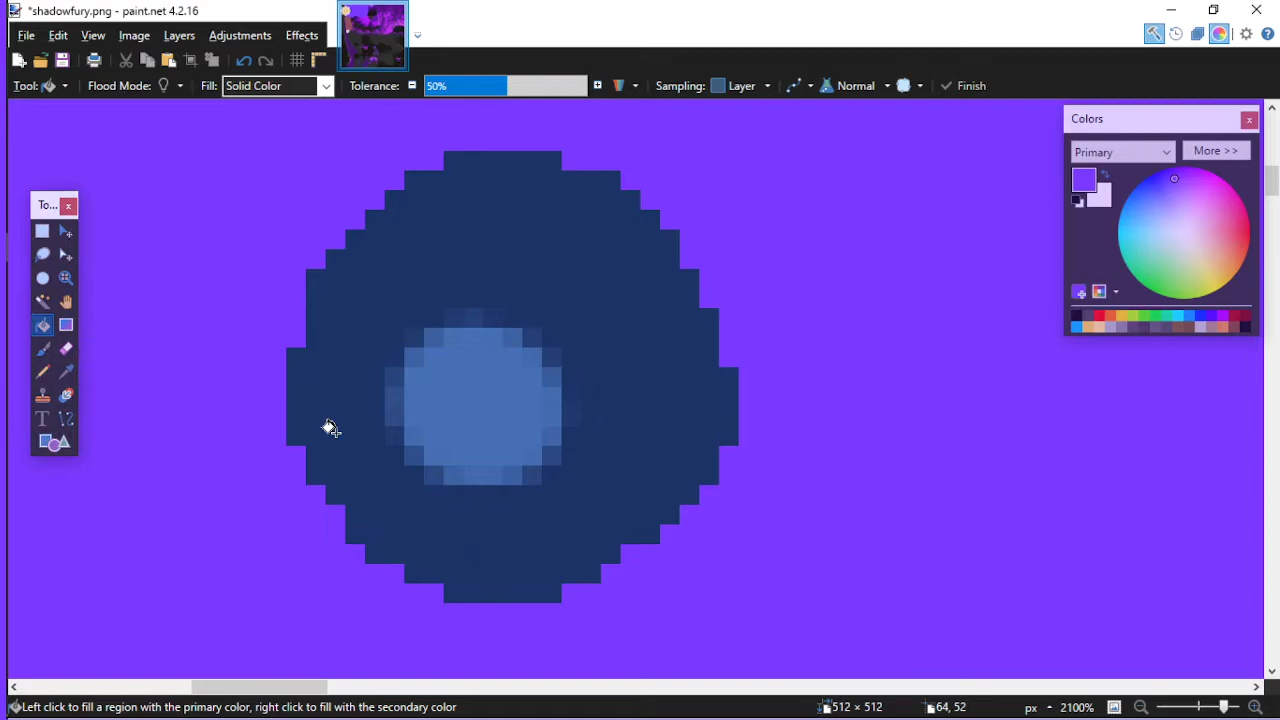 *shadowfury.png - paint.net 4.2.16
File Edit View Image Layers Adjustments Effects
Tool: Flood Mode: Fill: Solid Color Tolerance: 50% Sampling: Layer Normal Finish
Colors
Primary More >>
To...
Left click to fill a region with the primary color, right click to fill with the secondary color 512 × 512 64, 52 px 2100%